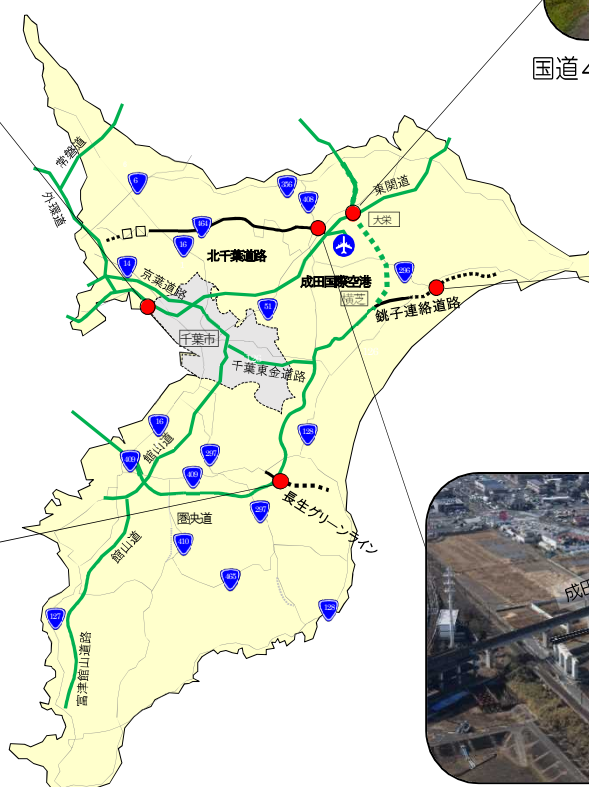 国道4
常磐道
6
外環道
356
408
東関道
大栄
464
16
北千葉道路
14
京葉道路
成田国際空港
296
横芝
51
銚子連絡道路
千葉市
千葉東金道路
16
館山道
128
297
409
409
長生グリーンライン
圏央道
297
館山道
410
465
成田
127
128
富津館山道路